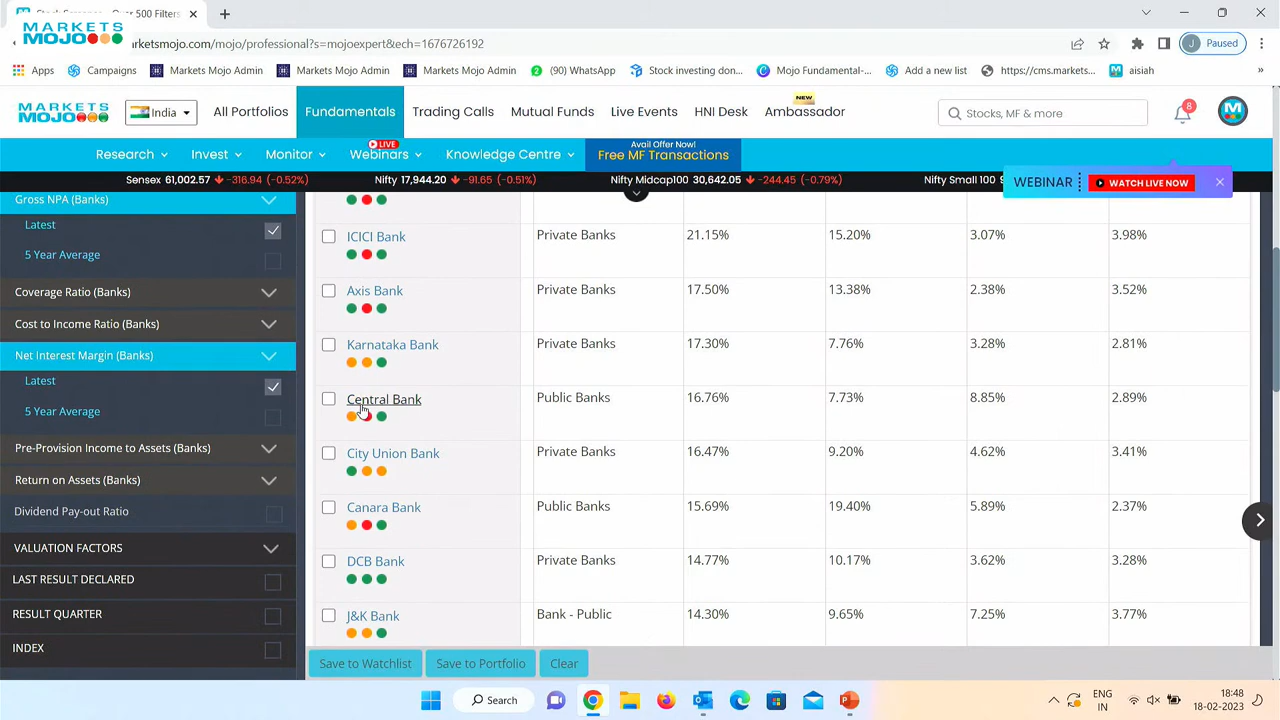 Stock Screener - Over 500 Filters
MARKETS
MOJO
rketsmojo.com/mojo/professional?s=mojoexpert&tech=1676726192
J Paused
Apps Campaigns Markets Mojo Admin Markets Mojo Admin Markets Mojo Admin (90) WhatsApp Stock investing don... Mojo Fundamental-... Add a new list https://cms.markets... aisiah »
MARKETS
MOJO
India
All Portfolios Fundamentals Trading Calls Mutual Funds Live Events HNI Desk Ambassador
NEW
Stocks, MF & more
8
M
Research Invest Monitor Webinars Knowledge Centre
LIVE
Avail Offer Now!
Free MF Transactions
Sensex 61,002.57 -316.94 (-0.52%) Nifty 17,944.20 -91.65 (-0.51%) Nifty Midcap100 30,642.05 -244.45 (-0.79%) Nifty Small 100
WEBINAR WATCH LIVE NOW
Gross NPA (Banks)
Latest
5 Year Average
Coverage Ratio (Banks)
Cost to Income Ratio (Banks)
Net Interest Margin (Banks)
Latest
5 Year Average
Pre-Provision Income to Assets (Banks)
Return on Assets (Banks)
Dividend Pay-out Ratio
VALUATION FACTORS
LAST RESULT DECLARED
RESULT QUARTER
INDEX
ICICI Bank Private Banks 21.15% 15.20% 3.07% 3.98%
Axis Bank Private Banks 17.50% 13.38% 2.38% 3.52%
Karnataka Bank Private Banks 17.30% 7.76% 3.28% 2.81%
Central Bank Public Banks 16.76% 7.73% 8.85% 2.89%
City Union Bank Private Banks 16.47% 9.20% 4.62% 3.41%
Canara Bank Public Banks 15.69% 19.40% 5.89% 2.37%
DCB Bank Private Banks 14.77% 10.17% 3.62% 3.28%
J&K Bank Bank - Public 14.30% 9.65% 7.25% 3.77%
Save to Watchlist Save to Portfolio Clear
Search
ENG
IN
18:48
18-02-2023